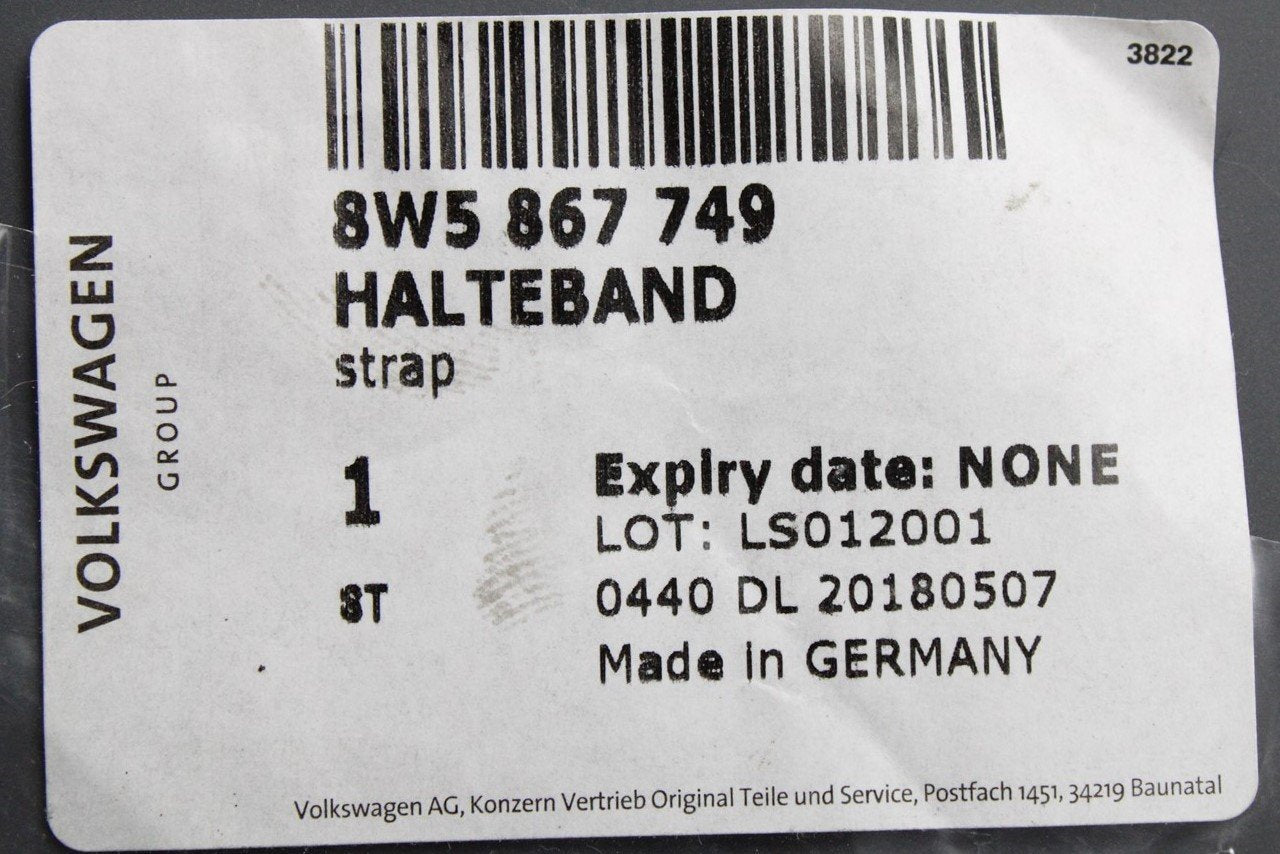 3822
8W5 867 749
HALTEBAND
strap
VOLKSWAGEN
GROUP
1
ST
Expiry date: NONE
LOT: LS012001
0440 DL 20180507
Made in GERMANY
Volkswagen AG, Konzern Vertrieb Original Teile und Service, Postfach 1451, 34219 Baunatal